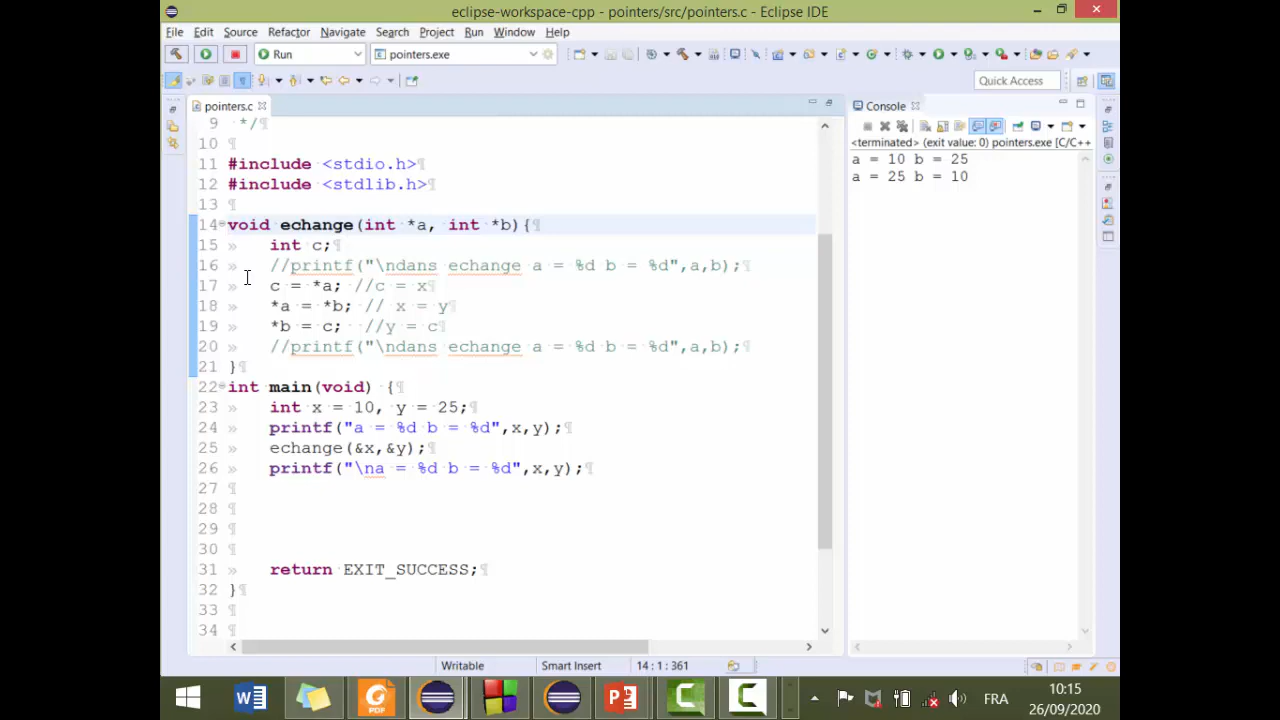 eclipse-workspace-cpp - pointers/src/pointers.c - Eclipse IDE
File Edit Source Refactor Navigate Search Project Run Window Help
Run pointers.exe
Quick Access
pointers.c
Console
<terminated> (exit value: 0) pointers.exe [C/C++
a = 10 b = 25
a = 25 b = 10
9 */
10
11 #include <stdio.h>
12 #include <stdlib.h>
13
14 void echange(int *a, int *b){
15 int c;
16 //printf("\ndans echange a = %d b = %d",a,b);
17 c = *a; //c = x
18 *a = *b; // x = y
19 *b = c; //y = c
20 //printf("\ndans echange a = %d b = %d",a,b);
21 }
22 int main(void) {
23 int x = 10, y = 25;
24 printf("a = %d b = %d",x,y);
25 echange(&x,&y);
26 printf("\na = %d b = %d",x,y);
27
28
29
30
31 return EXIT_SUCCESS;
32 }
33
34
Writable Smart Insert 14 : 1 : 361
FRA
10:15
26/09/2020